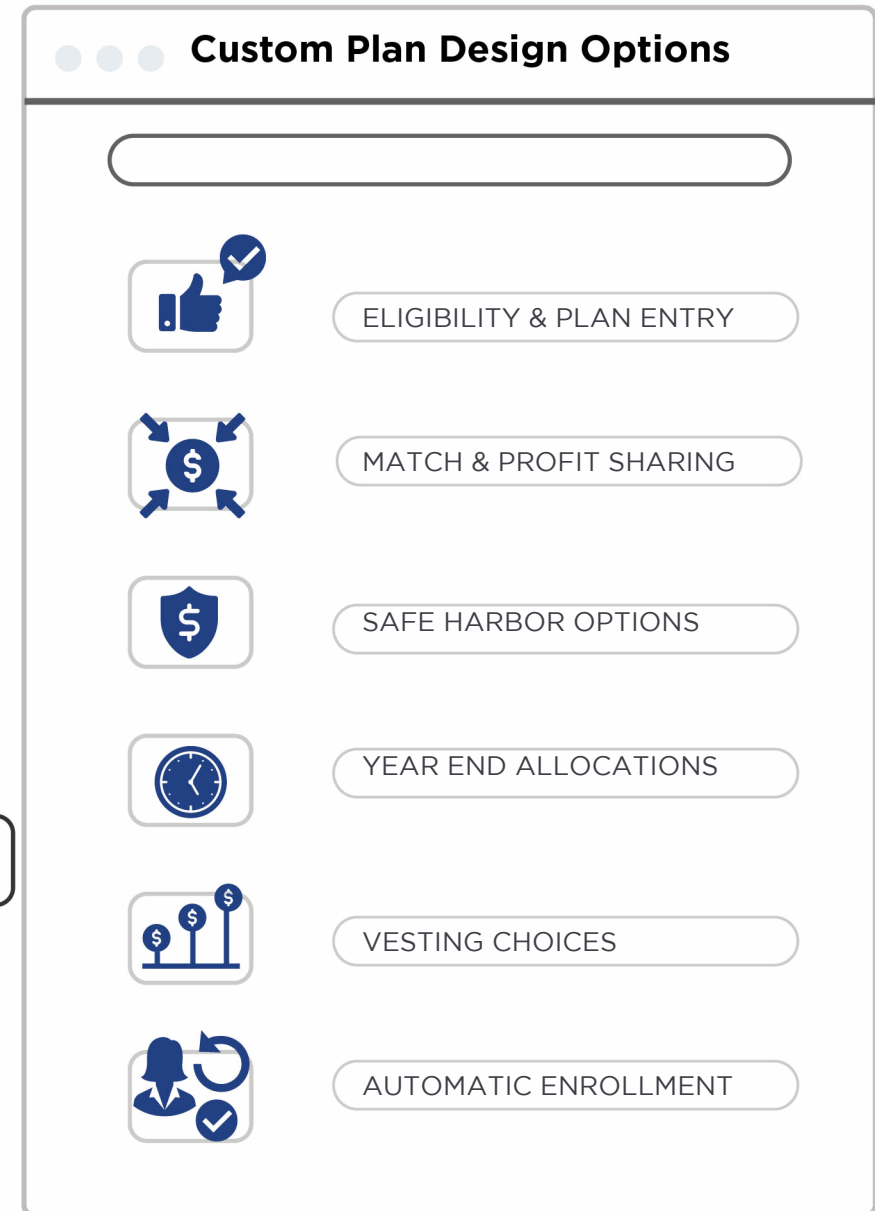 Custom Plan Design Options
ELIGIBILITY & PLAN ENTRY
$
MATCH & PROFIT SHARING
$
SAFE HARBOR OPTIONS
YEAR END ALLOCATIONS
$ $ $
VESTING CHOICES
AUTOMATIC ENROLLMENT